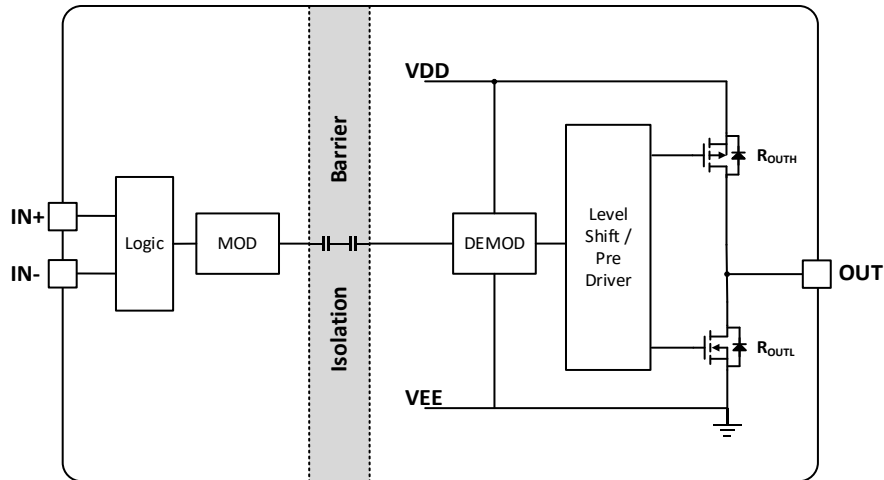 VDD
Isolation Barrier
IN+
IN-
Logic
MOD
DEMOD
Level
Shift /
Pre
Driver
ROUTH
OUT
ROUTL
VEE